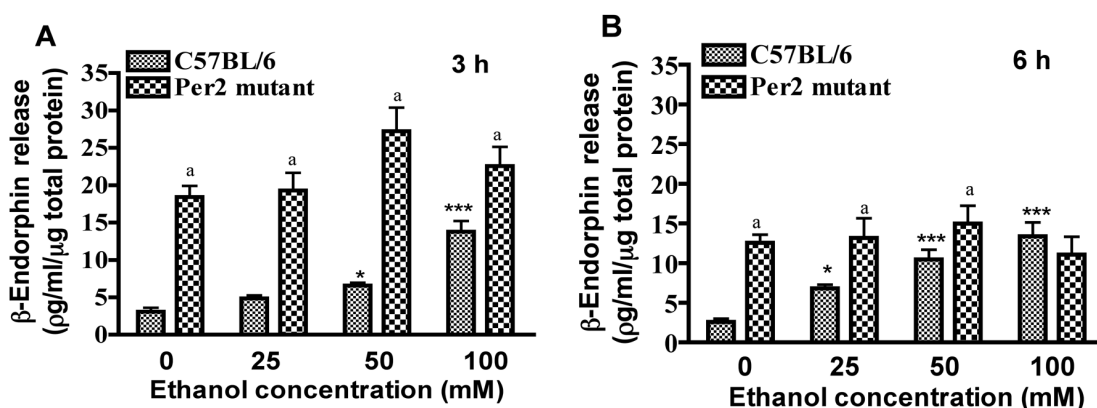 A
C57BL/6
Per2 mutant
3 h
β-Endorphin release
(ρg/ml/μg total protein)
35
30
25
20
15
10
5
0
a
a
*
a
***
a
0 25 50 100
Ethanol concentration (mM)
B
C57BL/6
Per2 mutant
6 h
β-Endorphin release
(ρg/ml/μg total protein)
35
30
25
20
15
10
5
0
a
*
a
***
a
***
0 25 50 100
Ethanol concentration (mM)